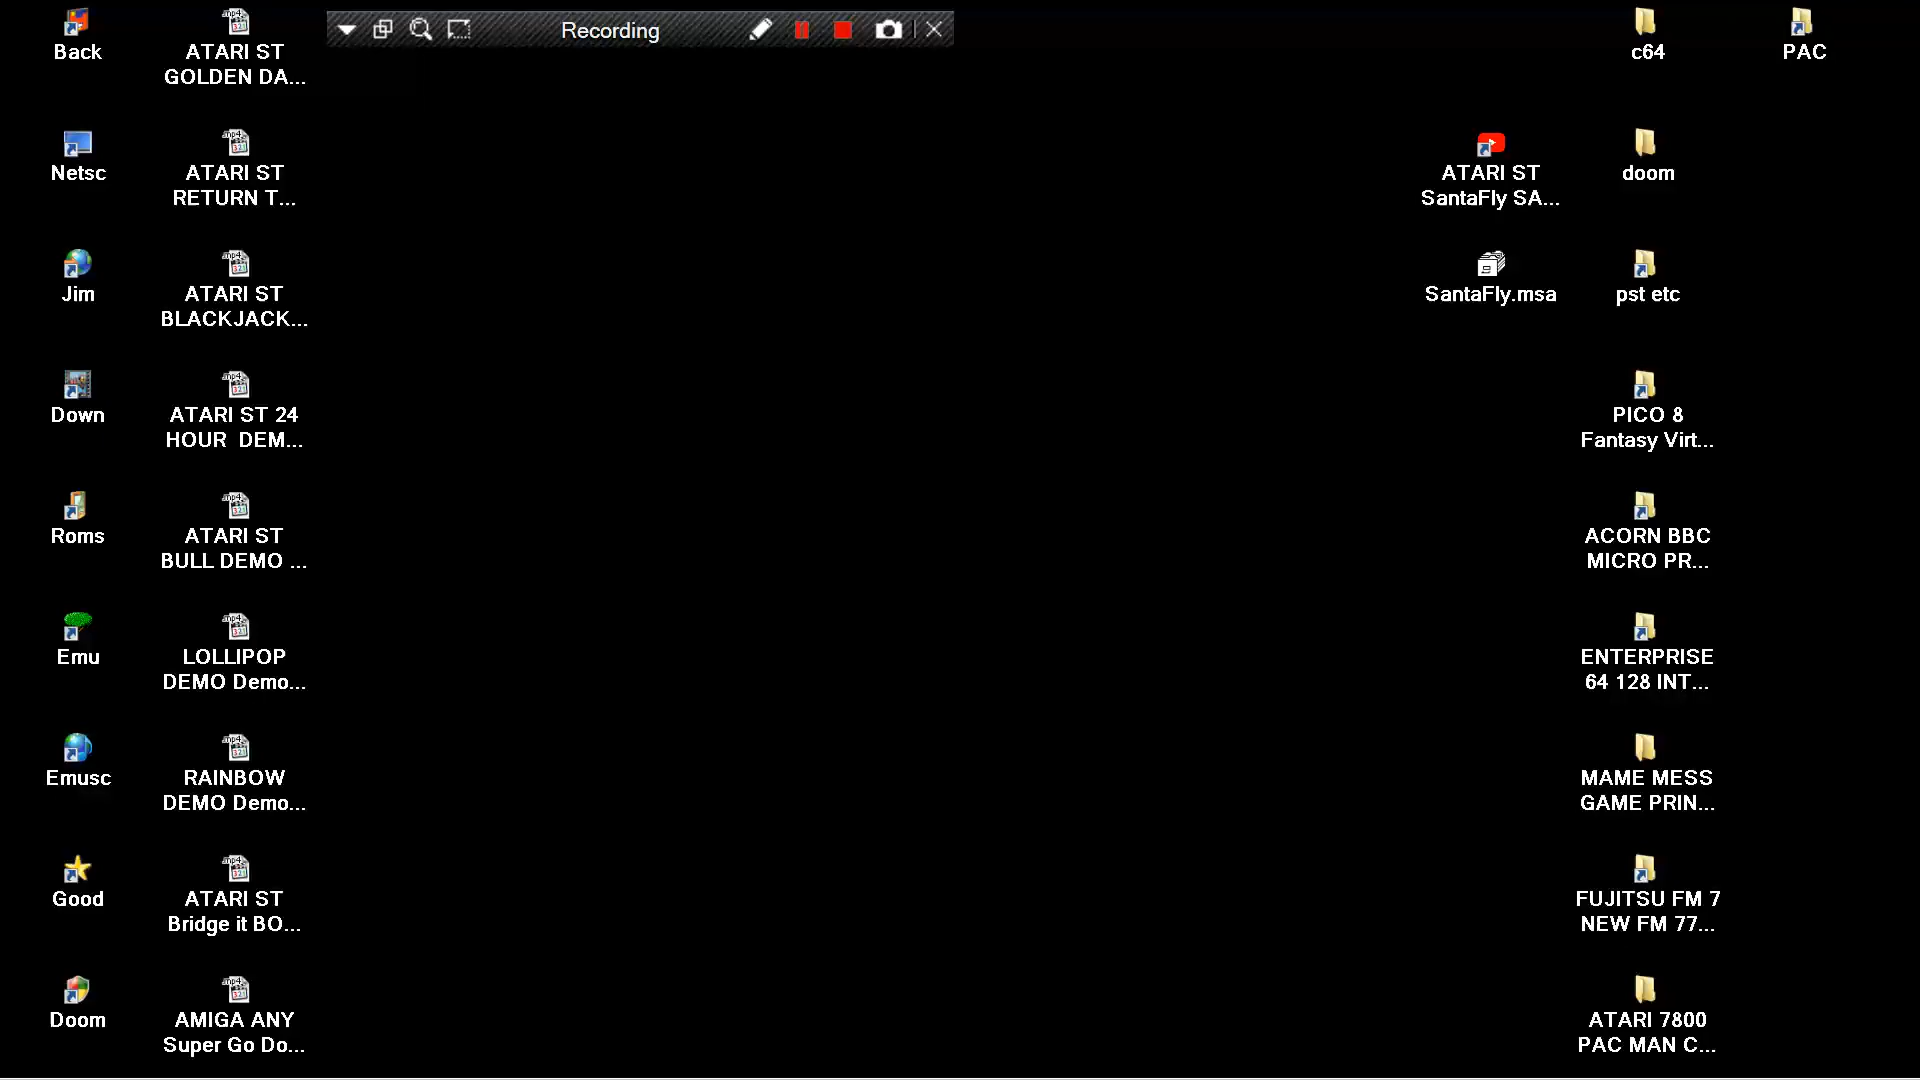 Recording
Back
ATARI ST
GOLDEN DA...
Netsc
ATARI ST
RETURN T...
Jim
ATARI ST
BLACKJACK...
Down
ATARI ST 24
HOUR  DEM...
Roms
ATARI ST
BULL DEMO ...
Emu
LOLLIPOP
DEMO Demo...
Emusc
RAINBOW
DEMO Demo...
Good
ATARI ST
Bridge it BO...
Doom
AMIGA ANY
Super Go Do...
ATARI ST
SantaFly SA...
SantaFly.msa
c64
doom
pst etc
PICO 8
Fantasy Virt...
ACORN BBC
MICRO PR...
ENTERPRISE
64 128 INT...
MAME MESS
GAME PRIN...
FUJITSU FM 7
NEW FM 77...
ATARI 7800
PAC MAN C...
PAC